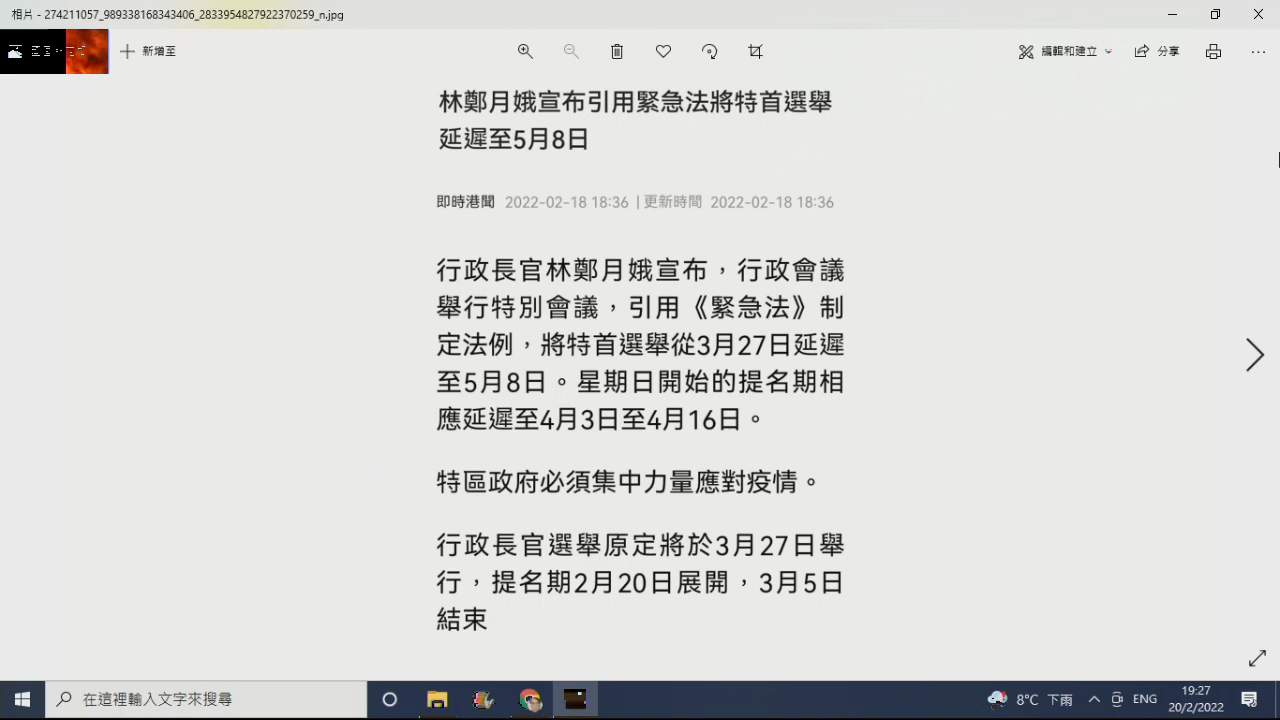 相片 - 274211057_989338168343406_2833954827922370259_n.jpg
新增至
編輯和建立
分享
林鄭月娥宣布引用緊急法將特首選舉
延遲至5月8日
即時港聞 2022-02-18 18:36 | 更新時間 2022-02-18 18:36
行政長官林鄭月娥宣布，行政會議
舉行特別會議，引用《緊急法》制
定法例，將特首選舉從3月27日延遲
至5月8日。星期日開始的提名期相
應延遲至4月3日至4月16日。
特區政府必須集中力量應對疫情。
行政長官選舉原定將於3月27日舉
行，提名期2月20日展開，3月5日
結束
在這裡輸入文字來搜尋
8°C 下雨
ENG
19:27
20/2/2022